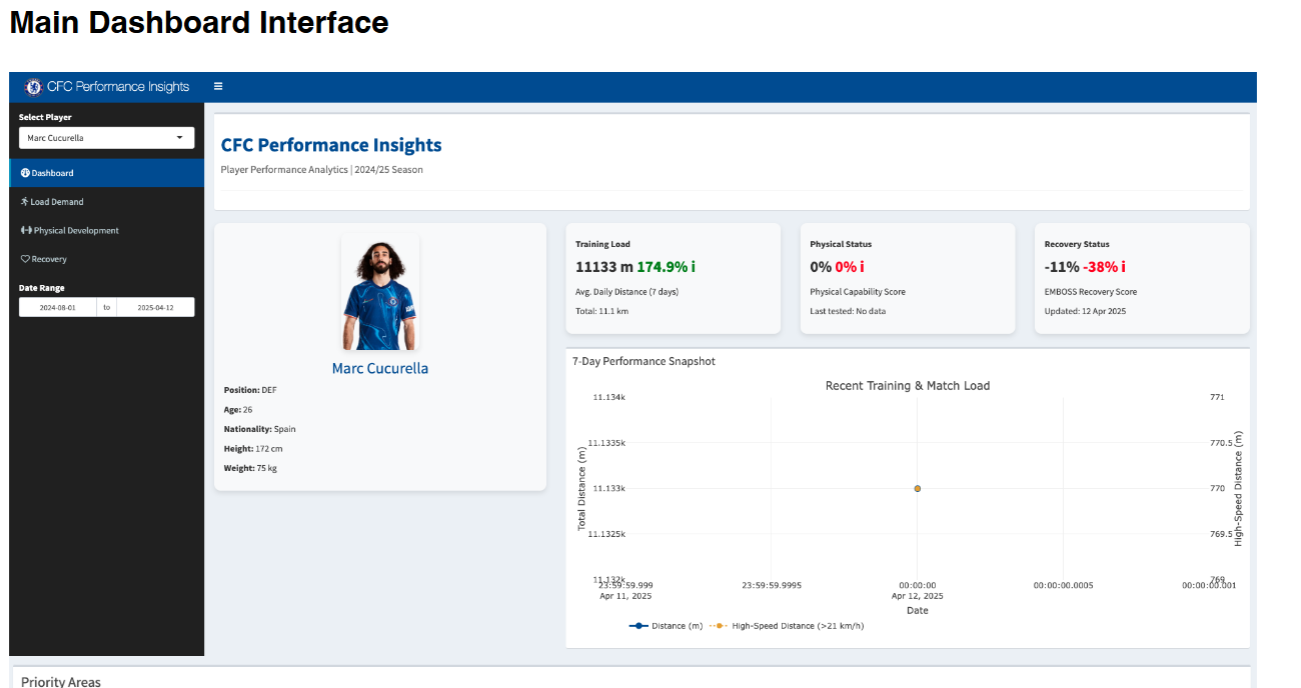 Main Dashboard Interface
CFC Performance Insights
Select Player
Marc Cucurella
Dashboard
Load Demand
Physical Development
Recovery
Date Range
2024-08-01 to 2025-04-12
CFC Performance Insights
Player Performance Analytics | 2024/25 Season
Marc Cucurella
Position: DEF
Age: 26
Nationality: Spain
Height: 172 cm
Weight: 75 kg
Training Load
11133 m 174.9% i
Avg. Daily Distance (7 days)
Total: 11.1 km
Physical Status
0% 0% i
Physical Capability Score
Last tested: No data
Recovery Status
-11% -38% i
EMBOSS Recovery Score
Updated: 12 Apr 2025
7-Day Performance Snapshot
Recent Training & Match Load
Total Distance (m)
11.134k
11.1335k
11.133k
11.1325k
11.132k
771
770.5
770
769.5
769
High-Speed Distance (m)
23:59:59.999 23:59:59.9995 00:00:00 00:00:00.0005 00:00:00.001
Apr 11, 2025 Apr 12, 2025
Date
Distance (m) High-Speed Distance (>21 km/h)
Priority Areas